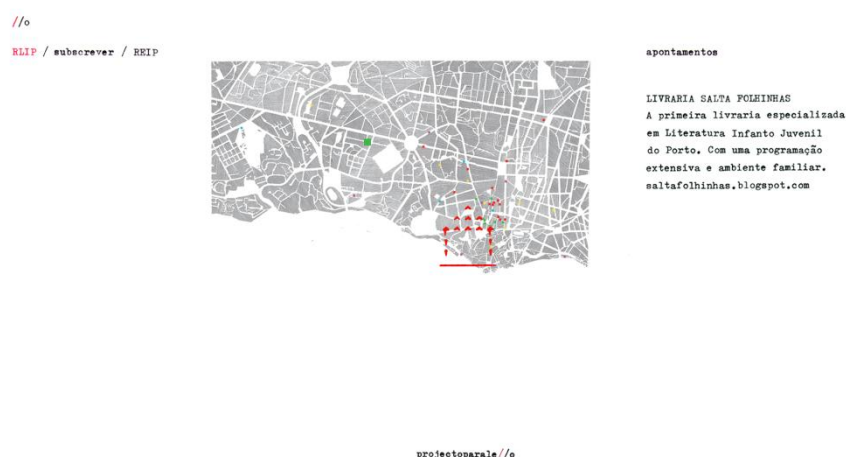 //o
RLIP / subscrever / REIP
apontamentos
LIVRARIA SALTA FOLHINHAS
A primeira livraria especializada
em Literatura Infanto Juvenil
do Porto. Com uma programação
extensiva e ambiente familiar.
saltafolhinhas.blogspot.com
projectoparale//o